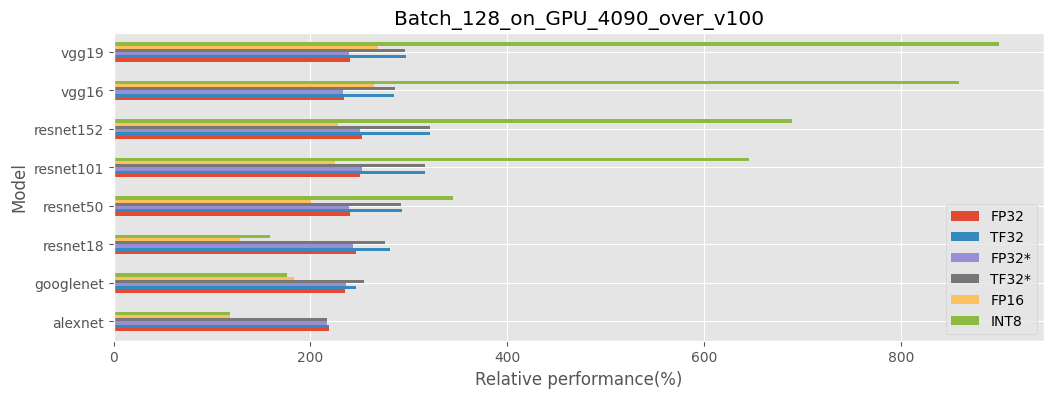 Batch_128_on_GPU_4090_over_v100
Model
vgg19
vgg16
resnet152
resnet101
resnet50
resnet18
googlenet
alexnet
0 200 400 600 800
Relative performance(%)
FP32
TF32
FP32*
TF32*
FP16
INT8